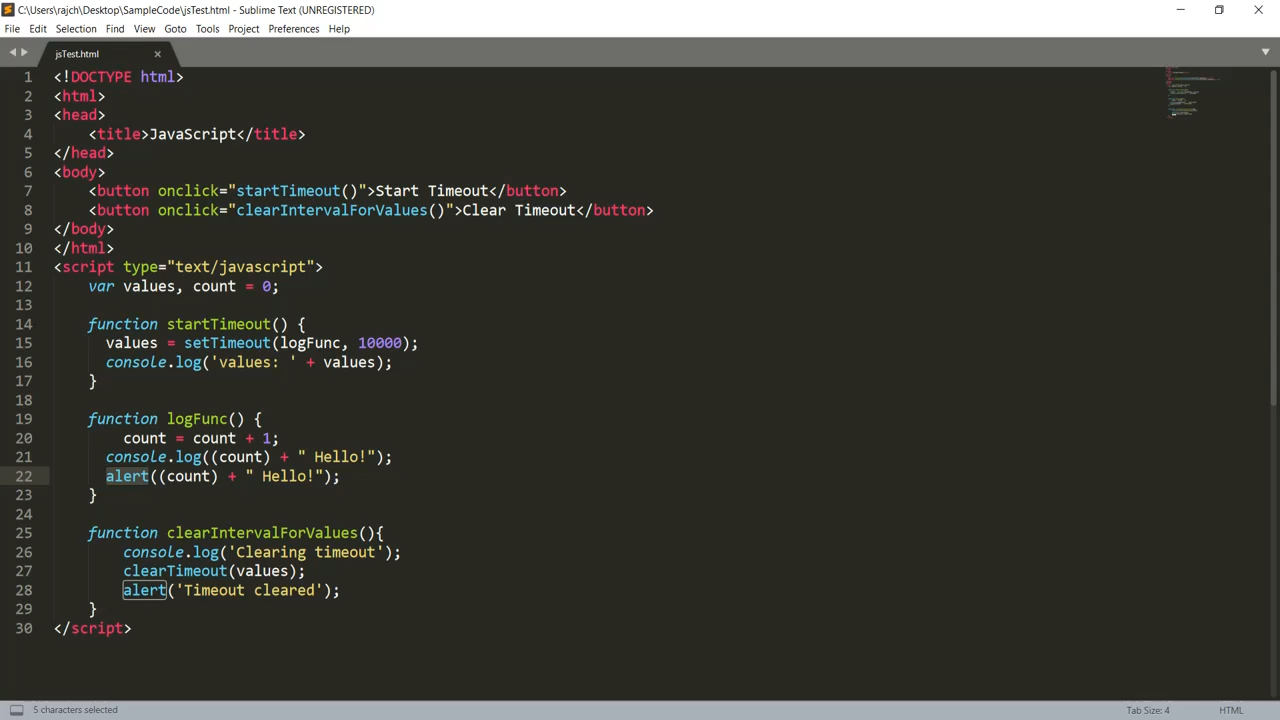 C:\Users\rajch\Desktop\SampleCode\jsTest.html - Sublime Text (UNREGISTERED)
File Edit Selection Find View Goto Tools Project Preferences Help
jsTest.html
1 <!DOCTYPE html>
2 <html>
3 <head>
4     <title>JavaScript</title>
5 </head>
6 <body>
7     <button onclick="startTimeout()">Start Timeout</button>
8     <button onclick="clearIntervalForValues()">Clear Timeout</button>
9 </body>
10 </html>
11 <script type="text/javascript">
12     var values, count = 0;
13
14     function startTimeout() {
15       values = setTimeout(logFunc, 10000);
16       console.log('values: ' + values);
17     }
18
19     function logFunc() {
20         count = count + 1;
21       console.log((count) + " Hello!");
22       alert((count) + " Hello!");
23     }
24
25     function clearIntervalForValues(){
26         console.log('Clearing timeout');
27         clearTimeout(values);
28         alert('Timeout cleared');
29     }
30 </script>
5 characters selected Tab Size: 4 HTML